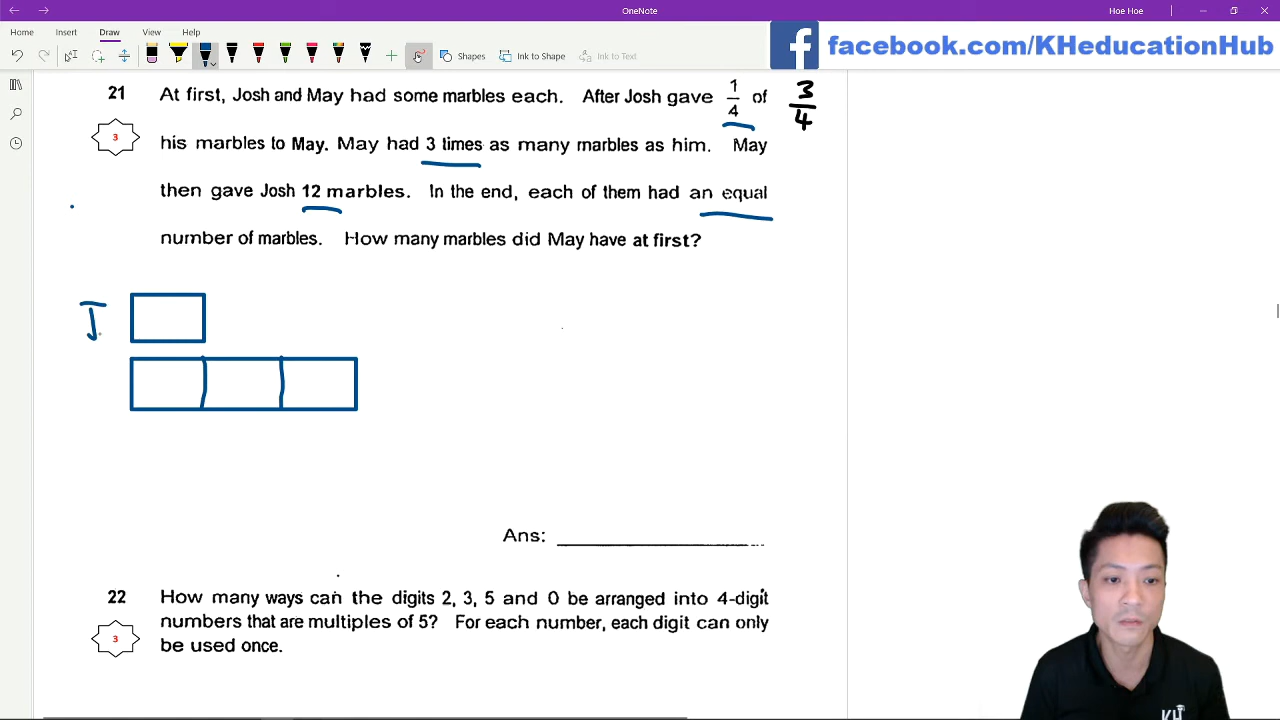 OneNote
Hoe Hoe
Home Insert Draw View Help
facebook.com/KHeducationHub
Shapes Ink to Shape Ink to Text
21 At first, Josh and May had some marbles each. After Josh gave 1/4 of 3/4
3 his marbles to May. May had 3 times as many marbles as him. May
then gave Josh 12 marbles. In the end, each of them had an equal
number of marbles. How many marbles did May have at first?
J
Ans:
22 How many ways can the digits 2, 3, 5 and 0 be arranged into 4-digit
numbers that are multiples of 5? For each number, each digit can only
3 be used once.
KH